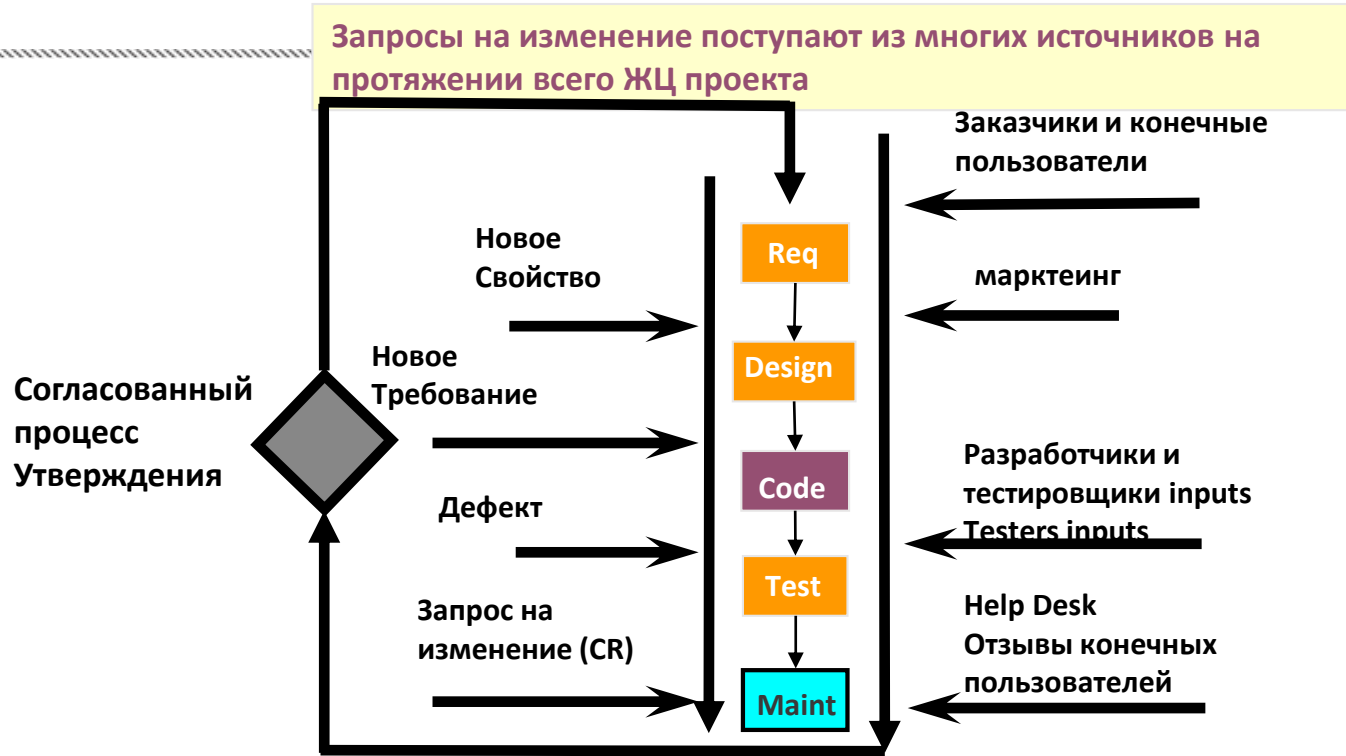 Запросы на изменение поступают из многих источников на
протяжении всего ЖЦ проекта
Заказчики и конечные
пользователи
Новое
Свойство
Req
марктеинг
Новое
Требование
Design
Согласованный
процесс
Утверждения
Code
Разработчики и
тестировщики inputs
Testers inputs
Дефект
Test
Запрос на
изменение (CR)
Help Desk
Отзывы конечных
пользователей
Maint